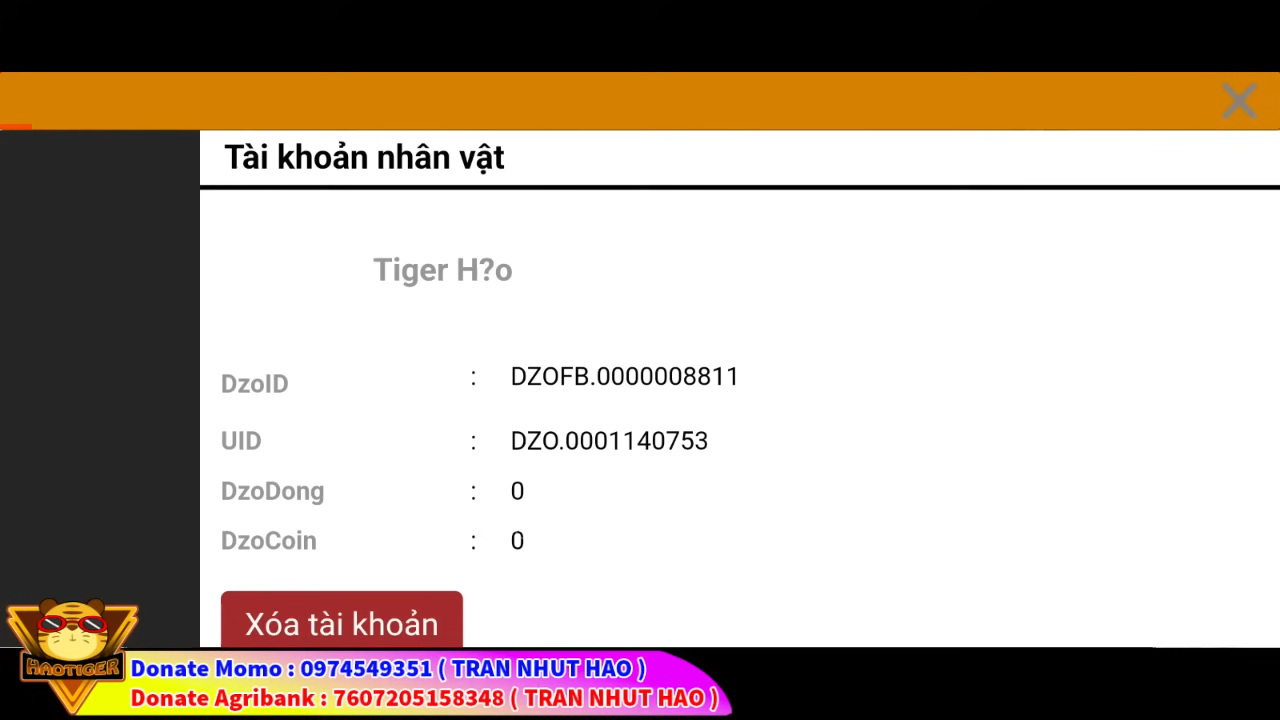 Tài khoản nhân vật
Tiger H?o
DzoID : DZOFB.0000008811
UID : DZO.0001140753
DzoDong : 0
DzoCoin : 0
Xóa tài khoản
HAOTIGER
Donate Momo : 0974549351 ( TRAN NHUT HAO )
Donate Agribank : 7607205158348 ( TRAN NHUT HAO )